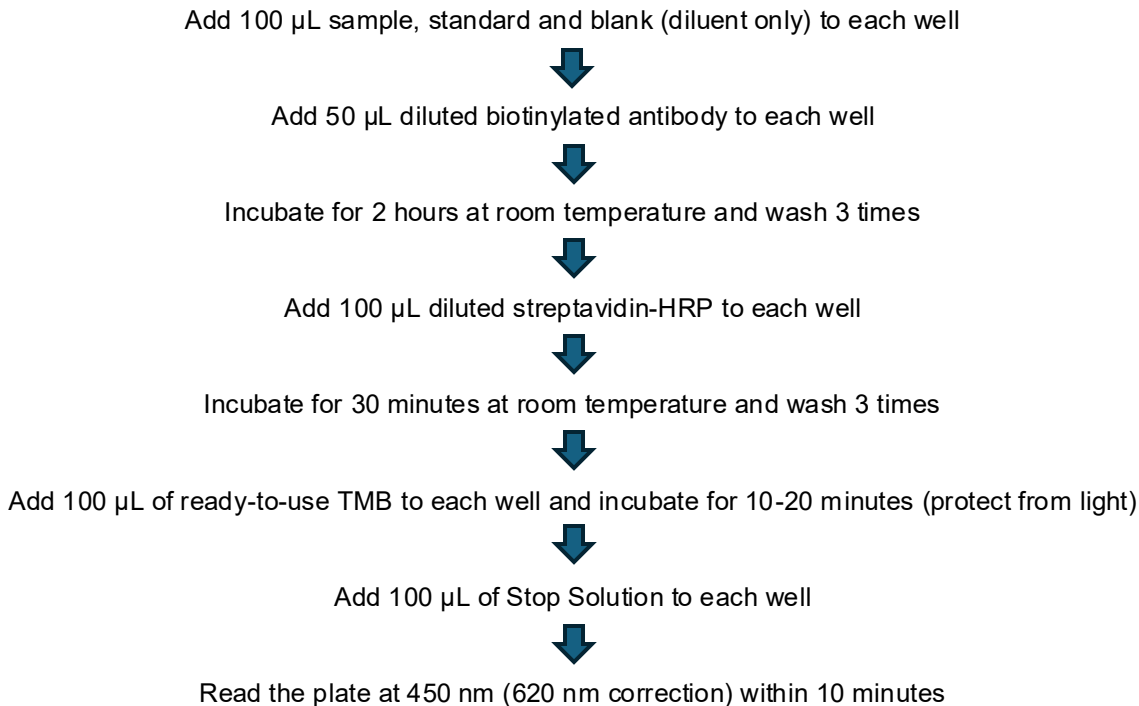 Add 100 µL sample, standard and blank (diluent only) to each well
Add 50 µL diluted biotinylated antibody to each well
Incubate for 2 hours at room temperature and wash 3 times
Add 100 µL diluted streptavidin-HRP to each well
Incubate for 30 minutes at room temperature and wash 3 times
Add 100 µL of ready-to-use TMB to each well and incubate for 10-20 minutes (protect from light)
Add 100 µL of Stop Solution to each well
Read the plate at 450 nm (620 nm correction) within 10 minutes